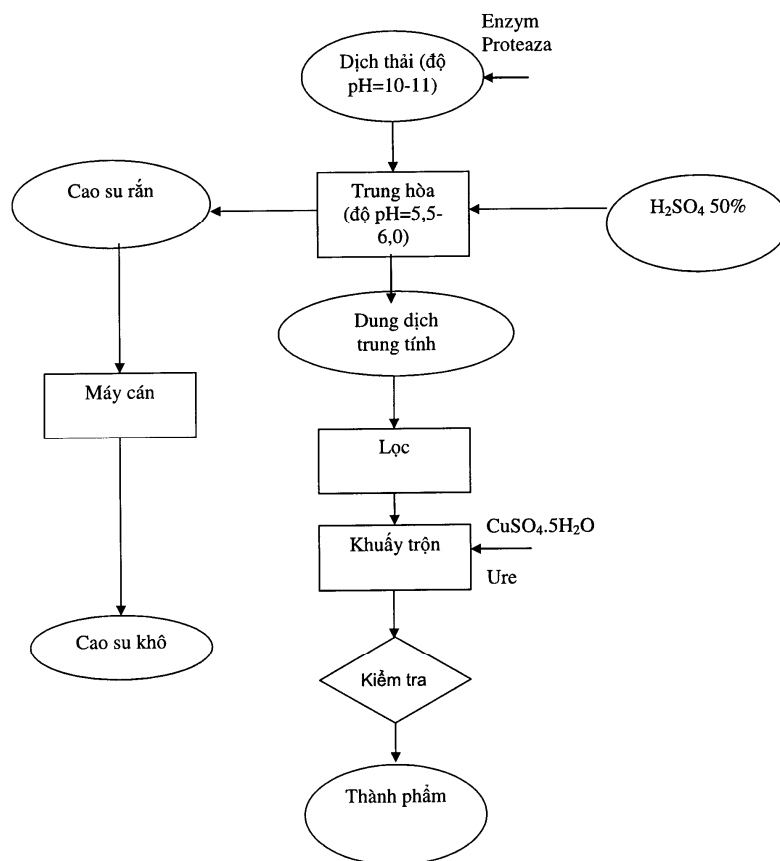 Enzym
Proteaza
Dịch thải (độ
pH=10-11)
Cao su rắn
Trung hòa
(độ pH=5,5-
6,0)
H₂SO₄ 50%
Dung dịch
trung tính
Máy cán
Lọc
CuSO₄.5H₂O
Khuấy trộn
Ure
Cao su khô
Kiểm tra
Thành phẩm